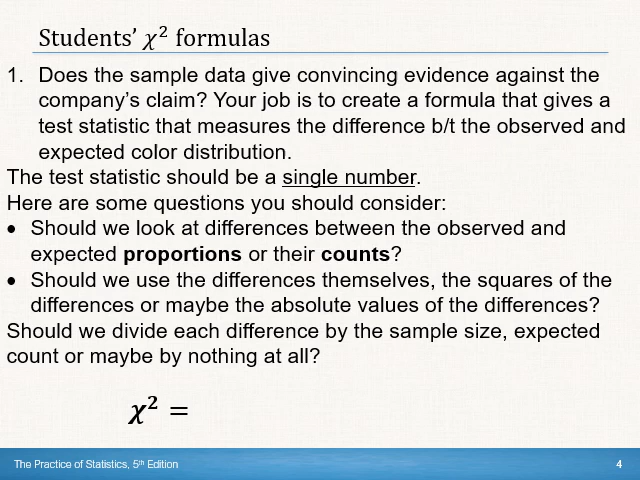 Students’ χ² formulas
1. Does the sample data give convincing evidence against the
company’s claim? Your job is to create a formula that gives a
test statistic that measures the difference b/t the observed and
expected color distribution.
The test statistic should be a single number.
Here are some questions you should consider:
• Should we look at differences between the observed and
expected proportions or their counts?
• Should we use the differences themselves, the squares of the
differences or maybe the absolute values of the differences?
Should we divide each difference by the sample size, expected
count or maybe by nothing at all?
χ² =
The Practice of Statistics, 5th Edition
4